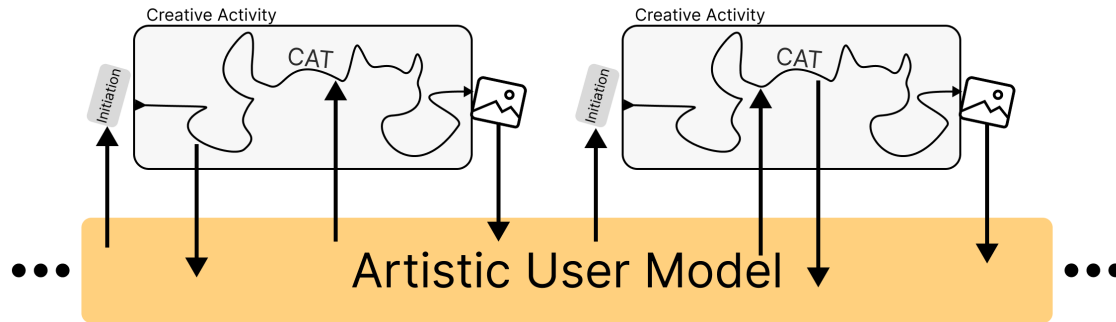 Creative Activity
Initiation
CAT
Creative Activity
Initiation
CAT
Artistic User Model